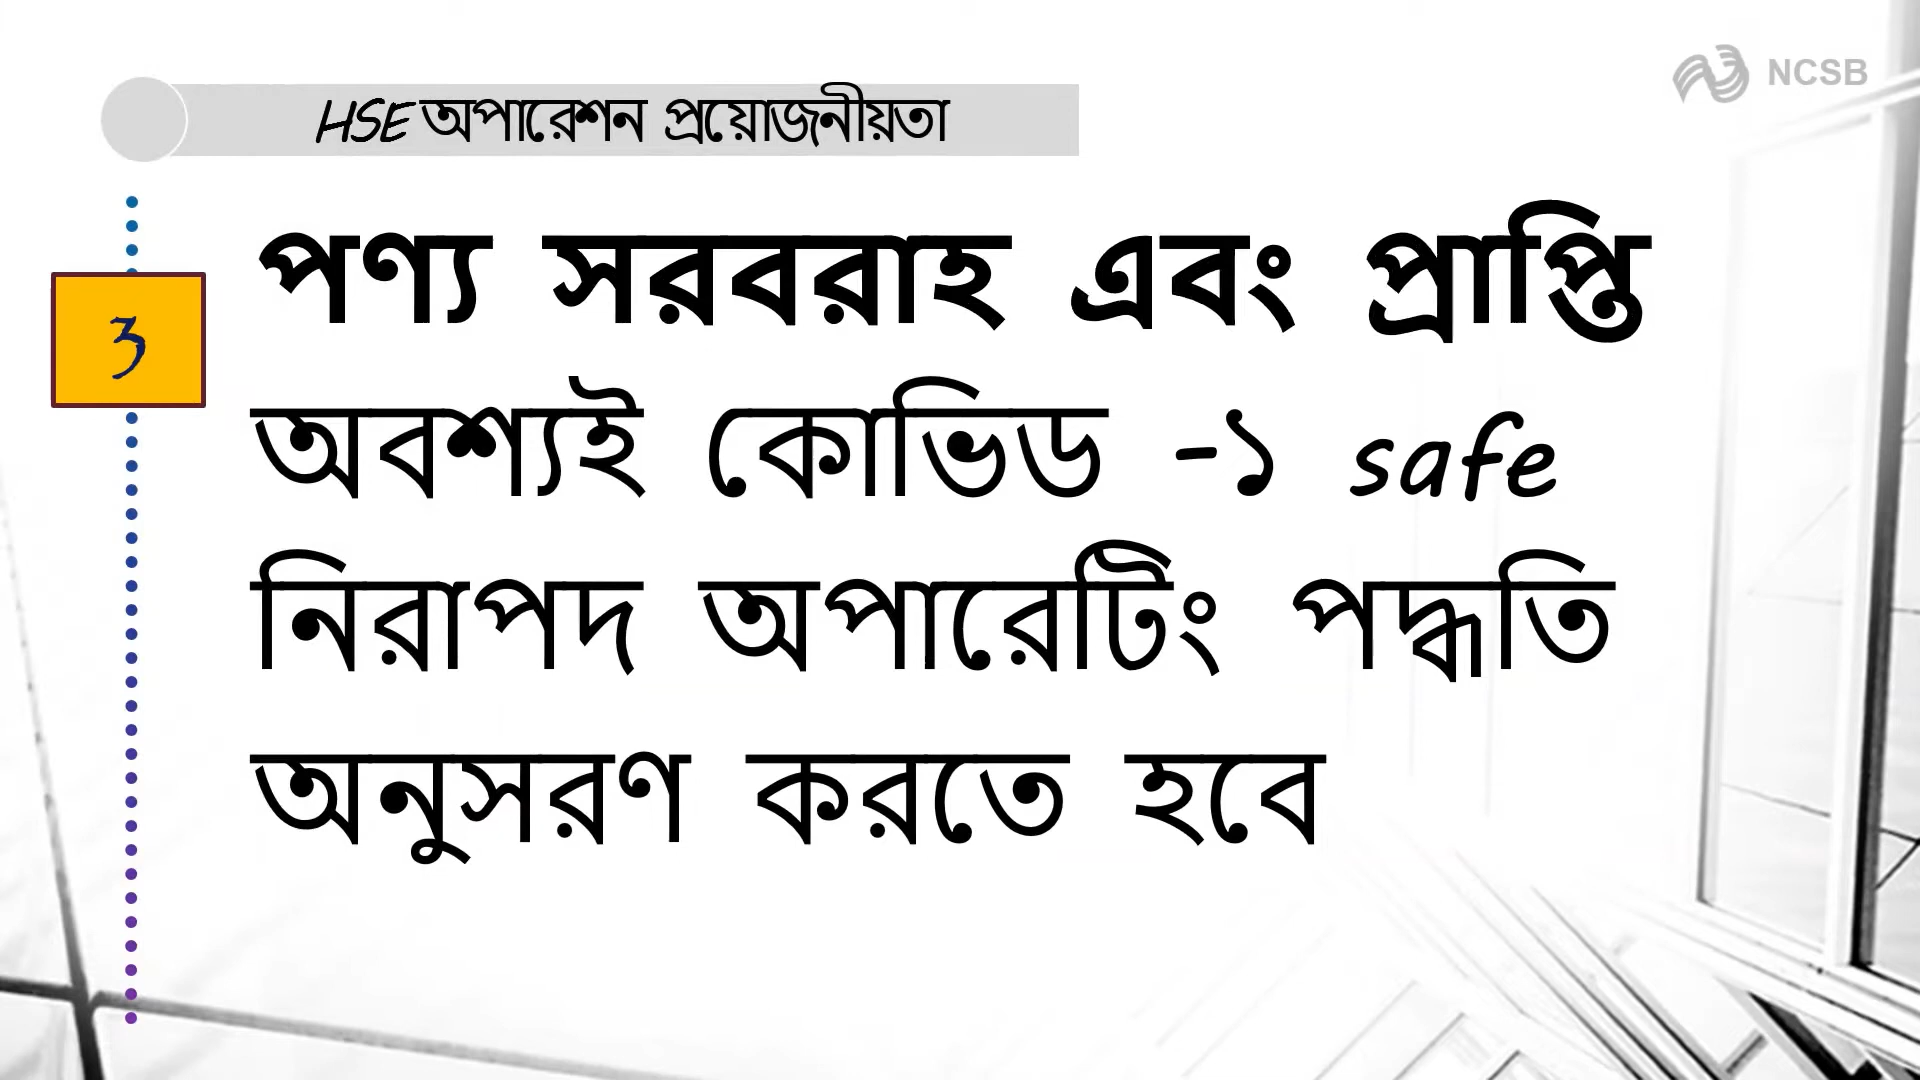 NCSB
HSE অপারেশন প্রয়োজনীয়তা
3
পণ্য সরবরাহ এবং প্রাপ্তি
অবশ্যই কোভিড -১ safe
নিরাপদ অপারেটিং পদ্ধতি
অনুসরণ করতে হবে